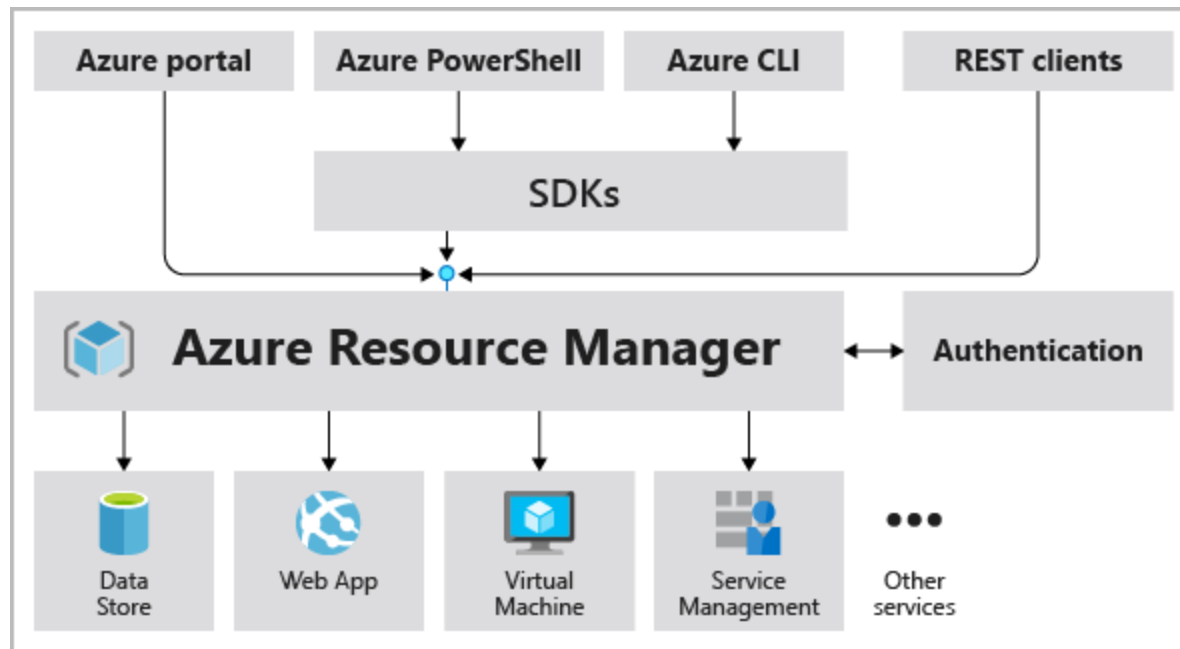 Azure portal
Azure PowerShell
Azure CLI
REST clients
SDKs
Azure Resource Manager
Authentication
Data
Store
Web App
Virtual
Machine
Service
Management
Other
services